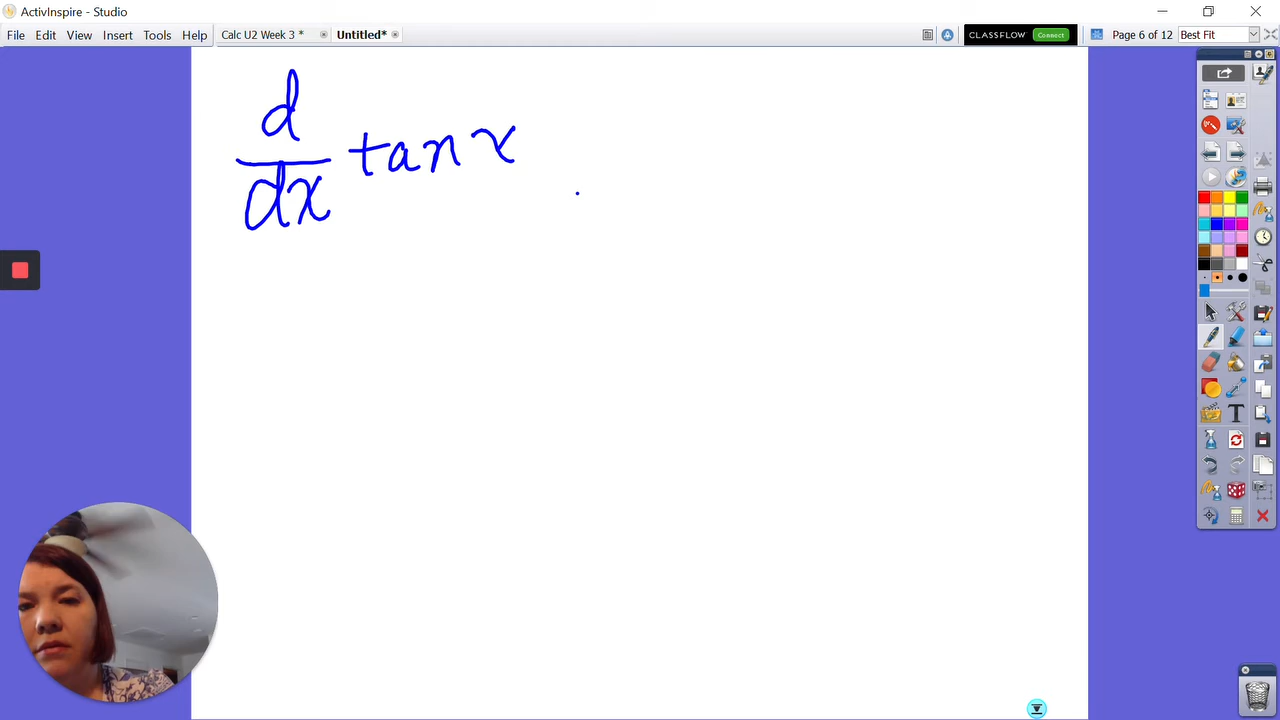 ActivInspire - Studio
File Edit View Insert Tools Help
Calc U2 Week 3 * Untitled*
CLASSFLOW Connect
Page 6 of 12 Best Fit
d
dx
tan x
T